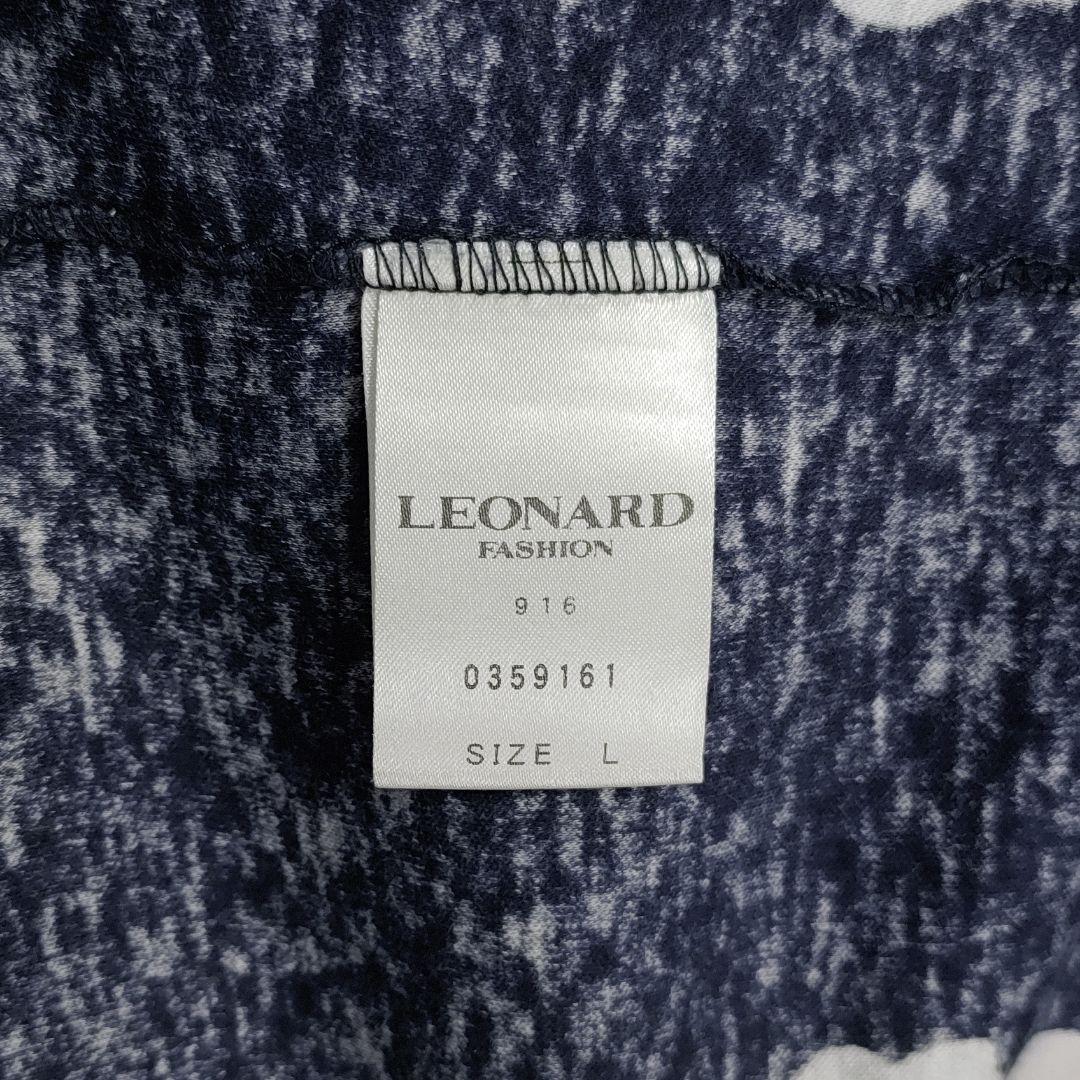 LEONARD
FASHION
916
0359161
SIZE L